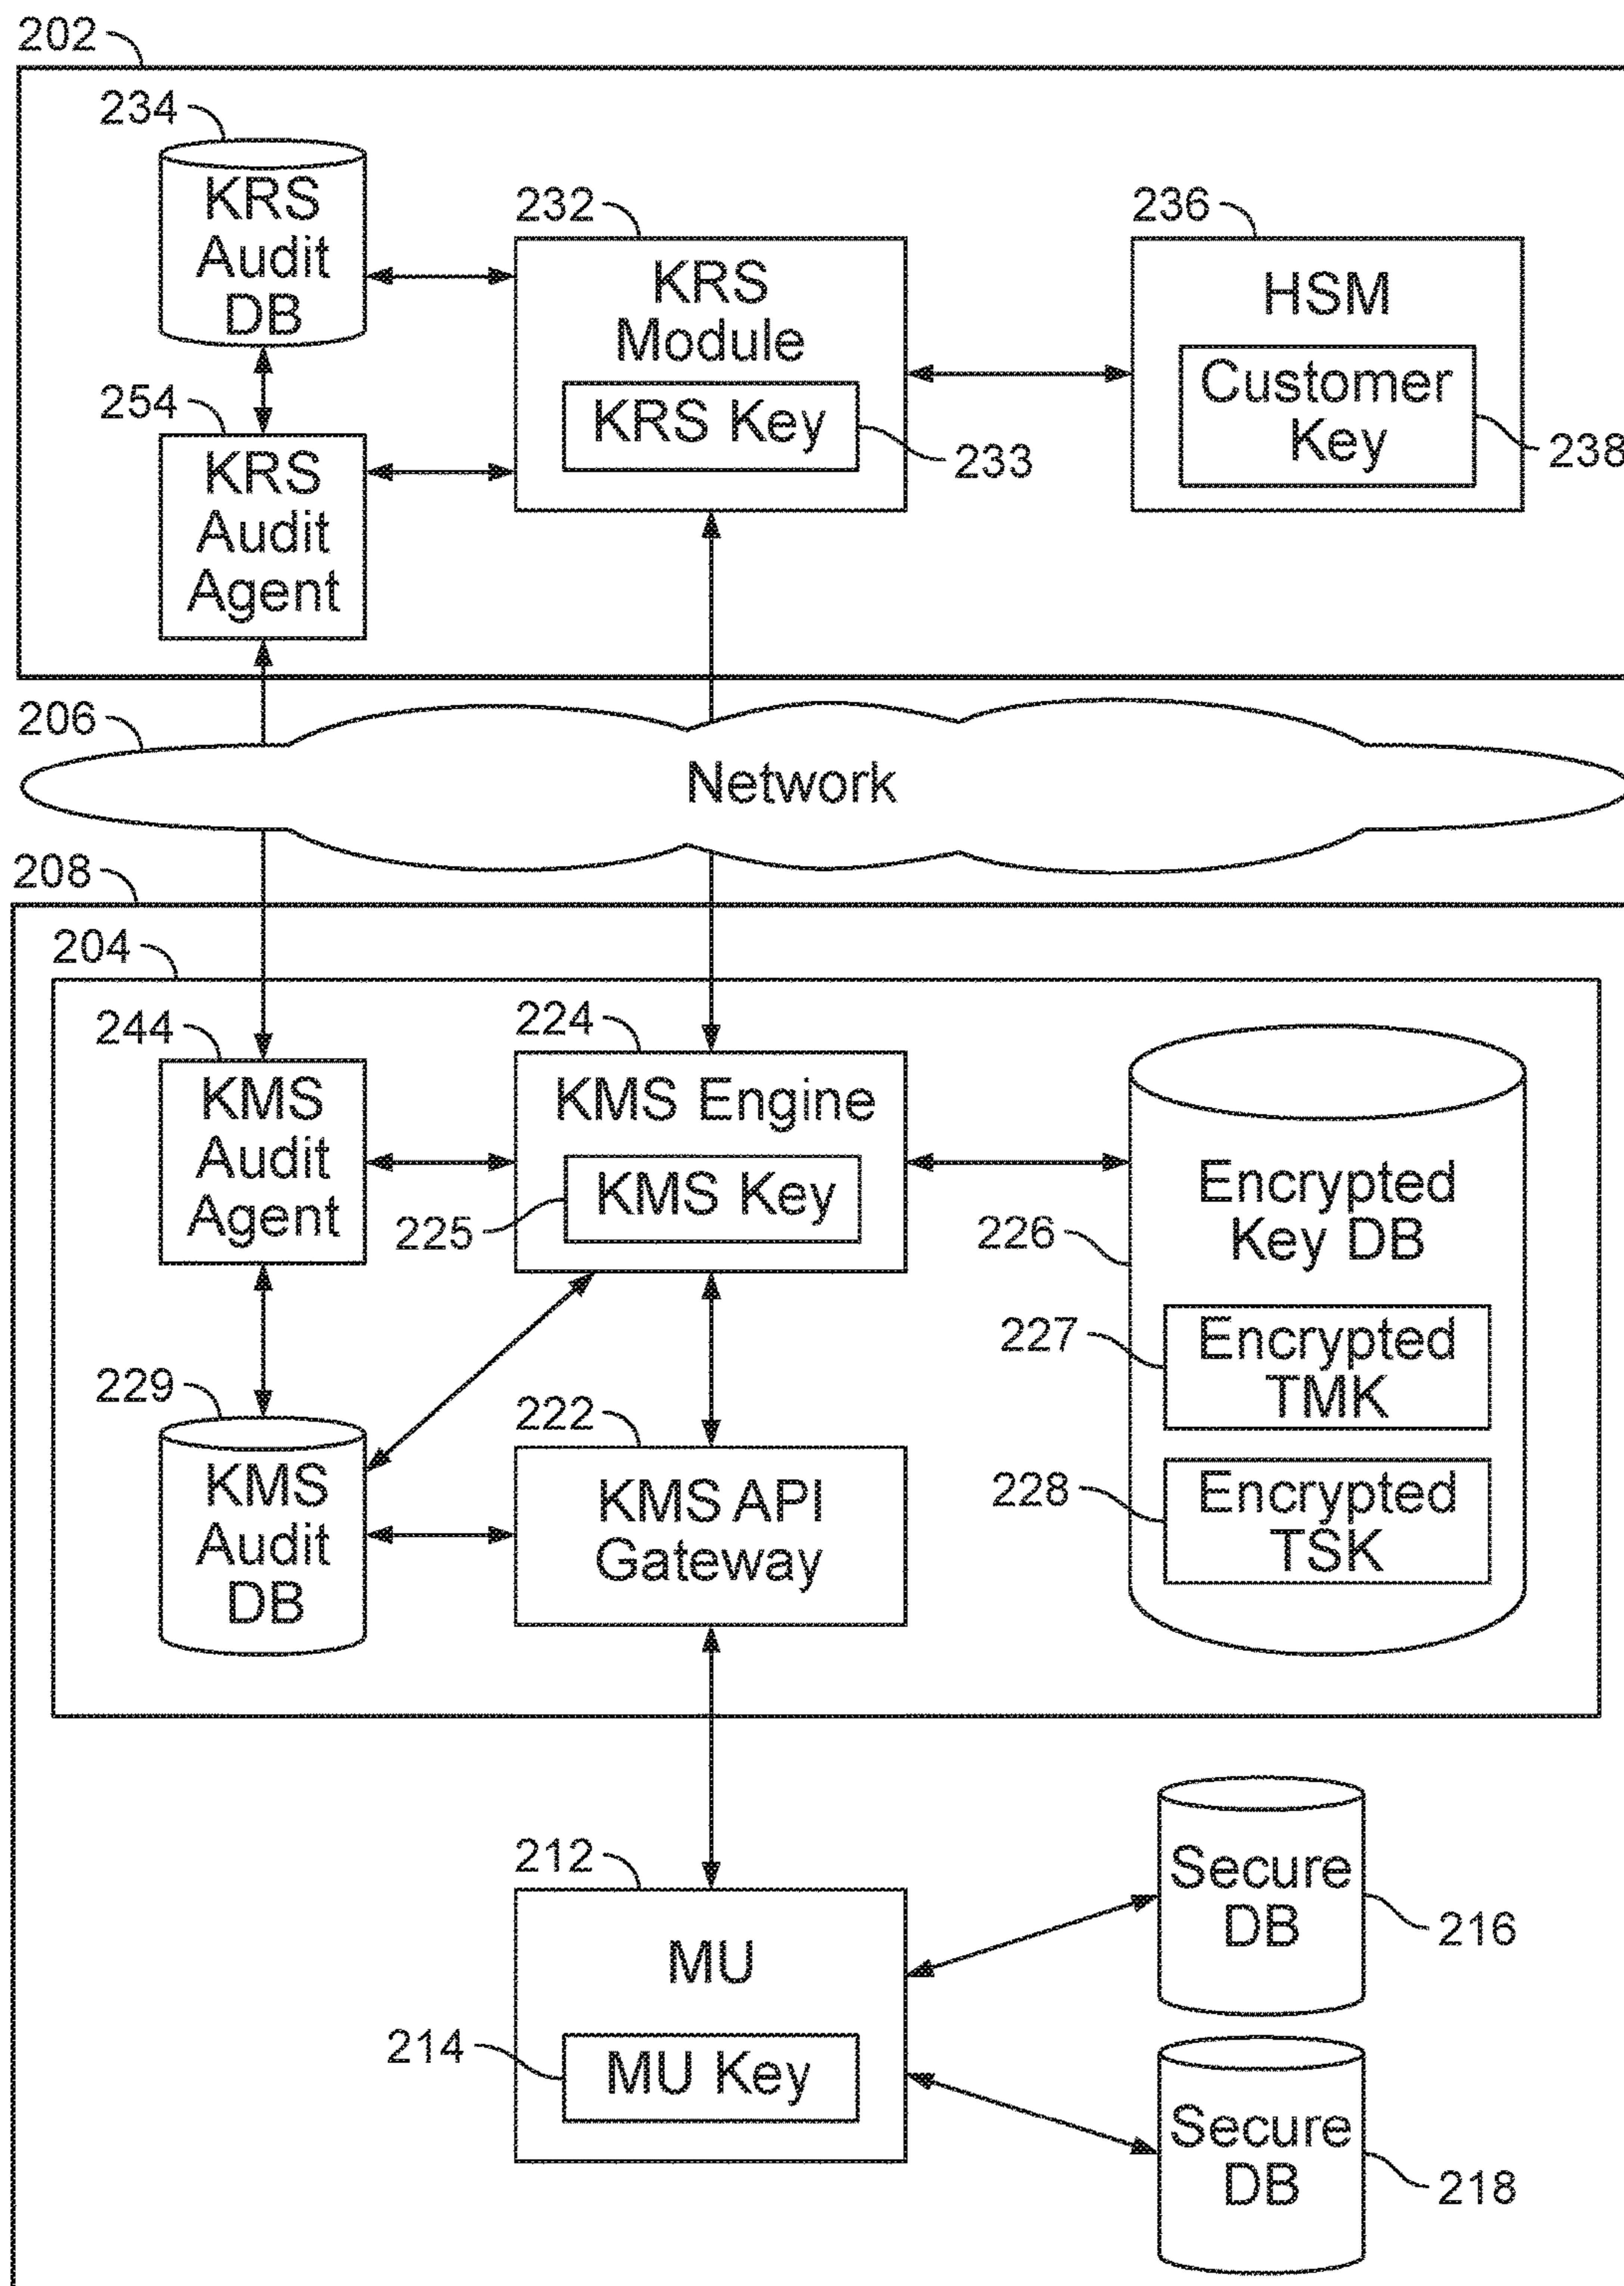 202
234
KRS
Audit
DB
232
KRS
Module
KRS Key
233
236
HSM
Customer
Key
238
254
KRS
Audit
Agent
206
Network
208
204
244
KMS
Audit
Agent
224
KMS Engine
KMS Key
225
226
Encrypted
Key DB
227
Encrypted
TMK
228
Encrypted
TSK
229
KMS
Audit
DB
222
KMS API
Gateway
212
MU
214
MU Key
Secure
DB
216
Secure
DB
218